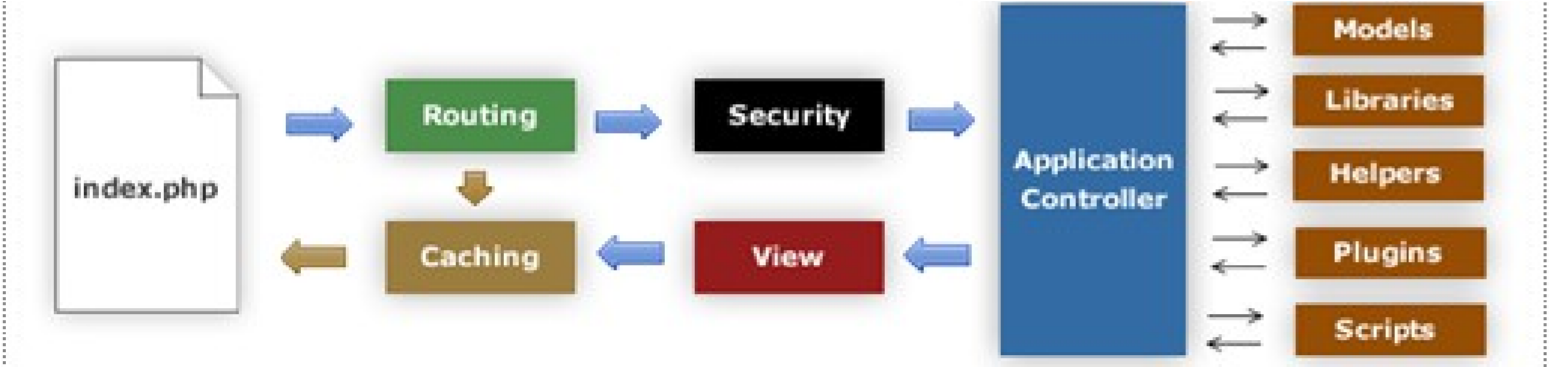 index.php
Routing
Security
Caching
View
Application
Controller
Models
Libraries
Helpers
Plugins
Scripts